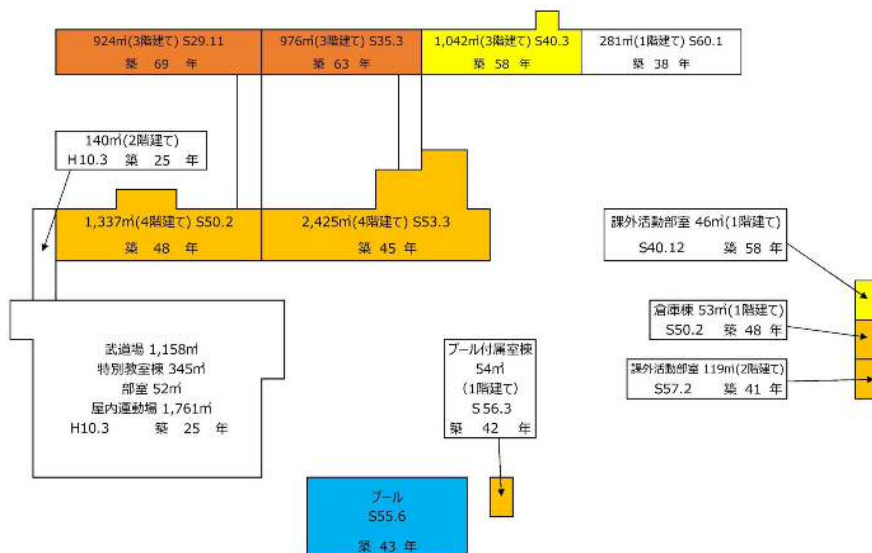 924㎡(3階建て) S29.11
築 69 年
976㎡(3階建て) S35.3
築 63 年
1,042㎡(3階建て) S40.3
築 58 年
281㎡(1階建て) S60.1
築 38 年
140㎡(2階建て)
H10.3 築 25 年
1,337㎡(4階建て) S50.2
築 48 年
2,425㎡(4階建て) S53.3
築 45 年
課外活動部室 46㎡(1階建て)
S40.12 築 58 年
倉庫棟 53㎡(1階建て)
S50.2 築 48 年
課外活動部室 119㎡(2階建て)
S57.2 築 41 年
武道場 1,158㎡
特別教室棟 345㎡
部室 52㎡
屋内運動場 1,761㎡
H10.3 築 25 年
プール付属室棟
54㎡
(1階建て)
S56.3
築 42 年
プール
S55.6
築 43 年